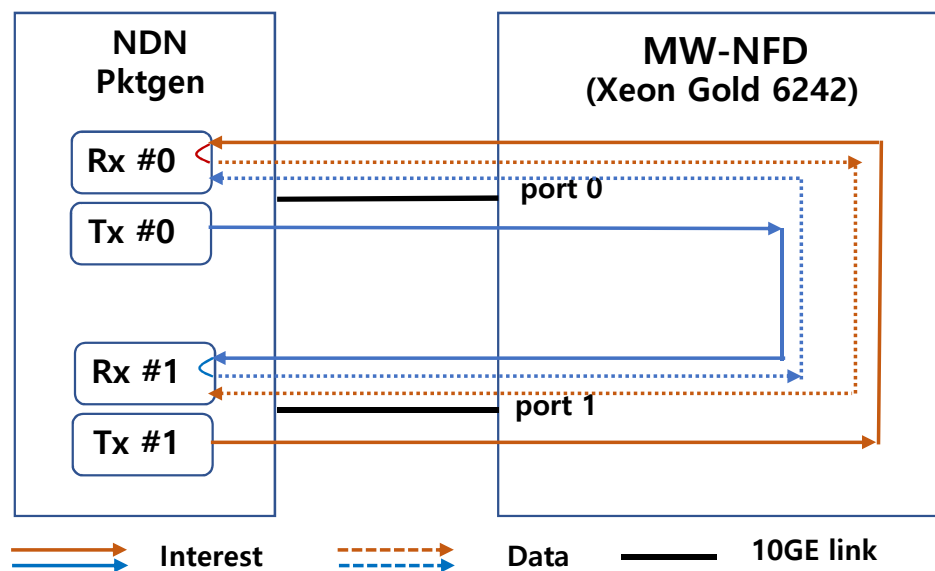 NDN
Pktgen
MW-NFD
(Xeon Gold 6242)
Rx #0
port 0
Tx #0
Rx #1
port 1
Tx #1
Interest
Data
10GE link